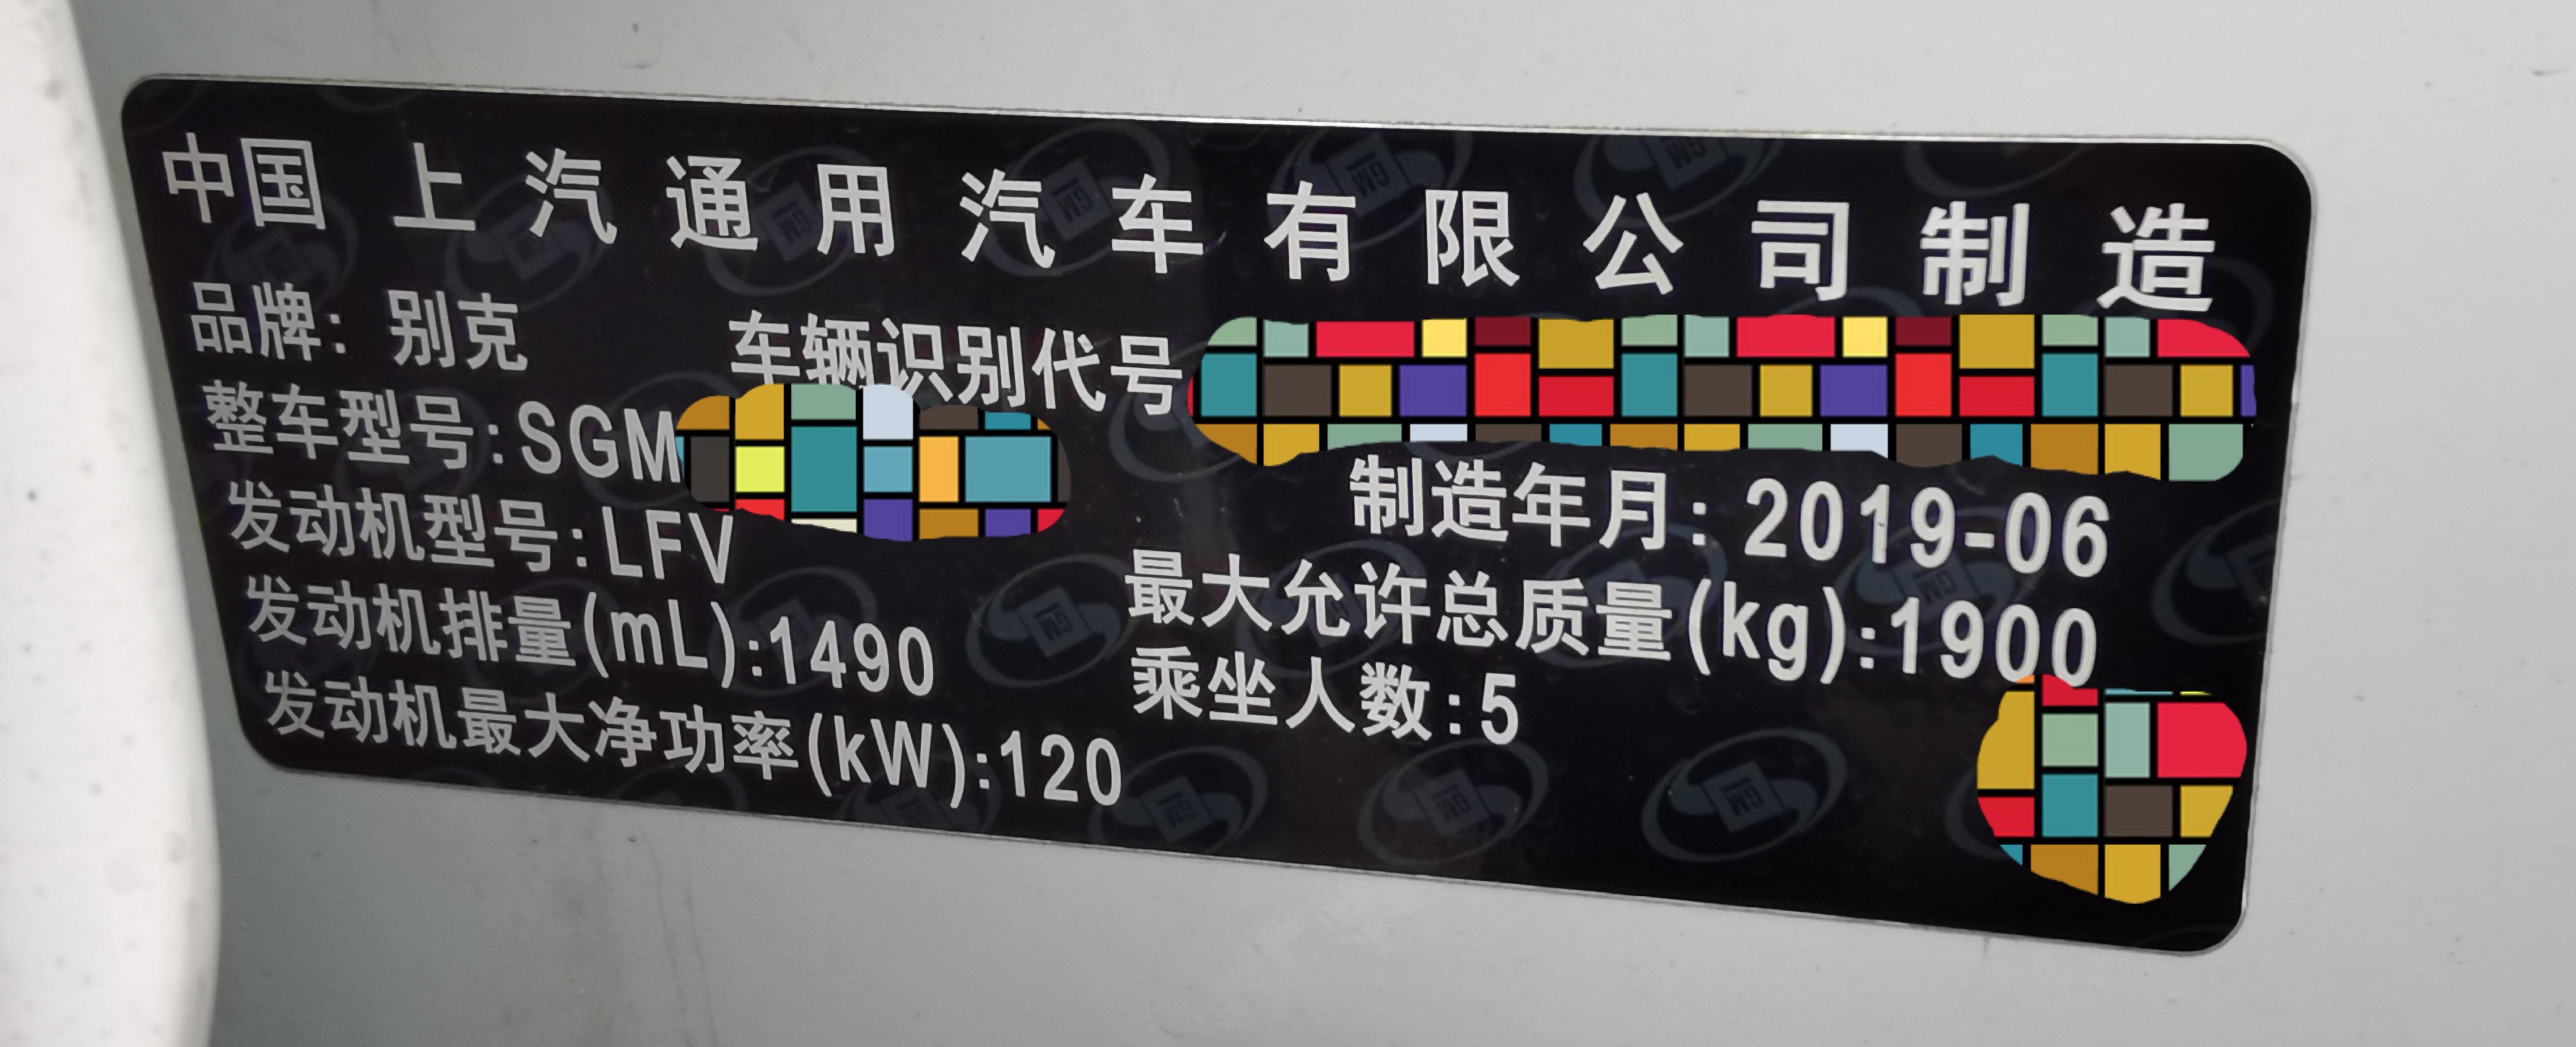 中国上汽通用汽车有限公司制造
品牌: 别克 车辆识别代号
整车型号:SGM
制造年月:2019-06
发动机型号:LFV
最大允许总质量(kg):1900
发动机排量(mL):1490
乘坐人数:5
发动机最大净功率(kW):120